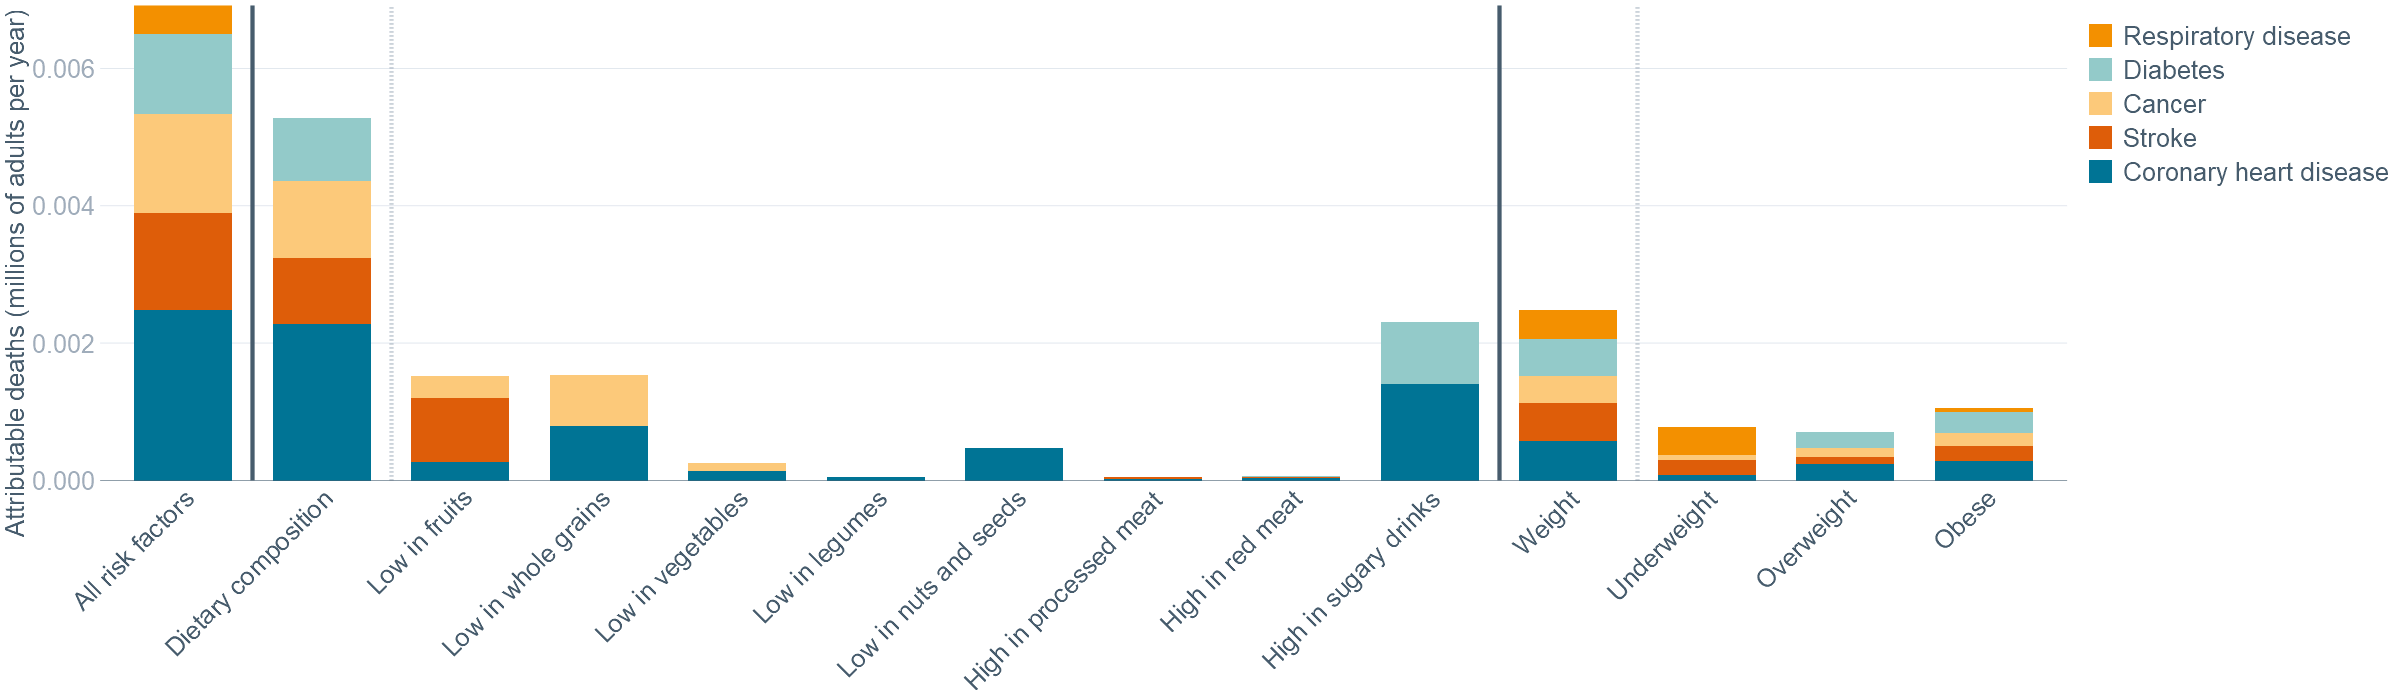 Attributable deaths (millions of adults per year)
0.006
0.004
0.002
0.000
All risk factors
Dietary composition
Low in fruits
Low in whole grains
Low in vegetables
Low in legumes
Low in nuts and seeds
High in processed meat
High in red meat
High in sugary drinks
Weight
Underweight
Overweight
Obese
Respiratory disease
Diabetes
Cancer
Stroke
Coronary heart disease